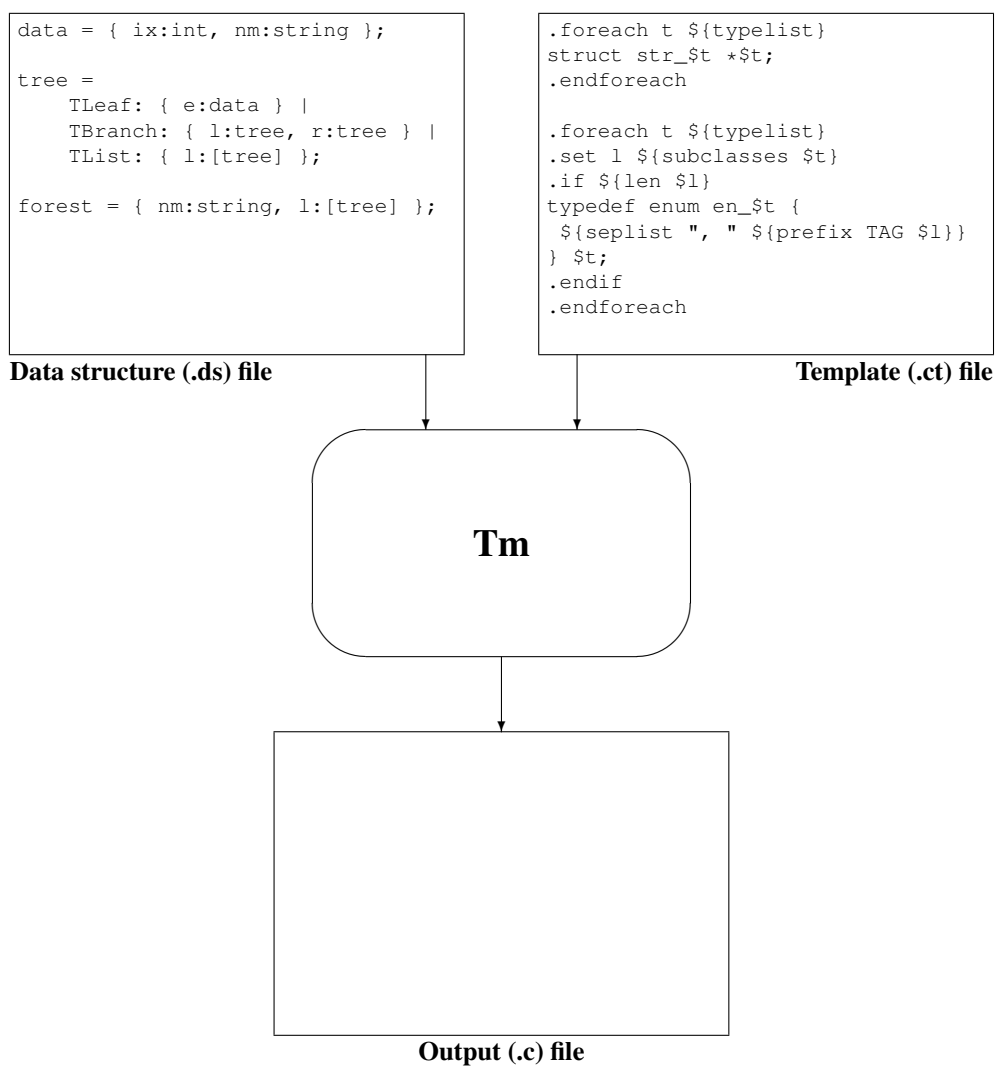 data = { ix:int, nm:string };
tree =
    TLeaf: { e:data } |
    TBranch: { l:tree, r:tree } |
    TList: { l:[tree] };
forest = { nm:string, l:[tree] };
Data structure (.ds) file
.foreach t ${typelist}
struct str_$t *$t;
.endforeach
.foreach t ${typelist}
.set l ${subclasses $t}
.if ${len $l}
typedef enum en_$t {
 ${seplist ", " ${prefix TAG $l}}
} $t;
.endif
.endforeach
Template (.ct) file
Tm
Output (.c) file